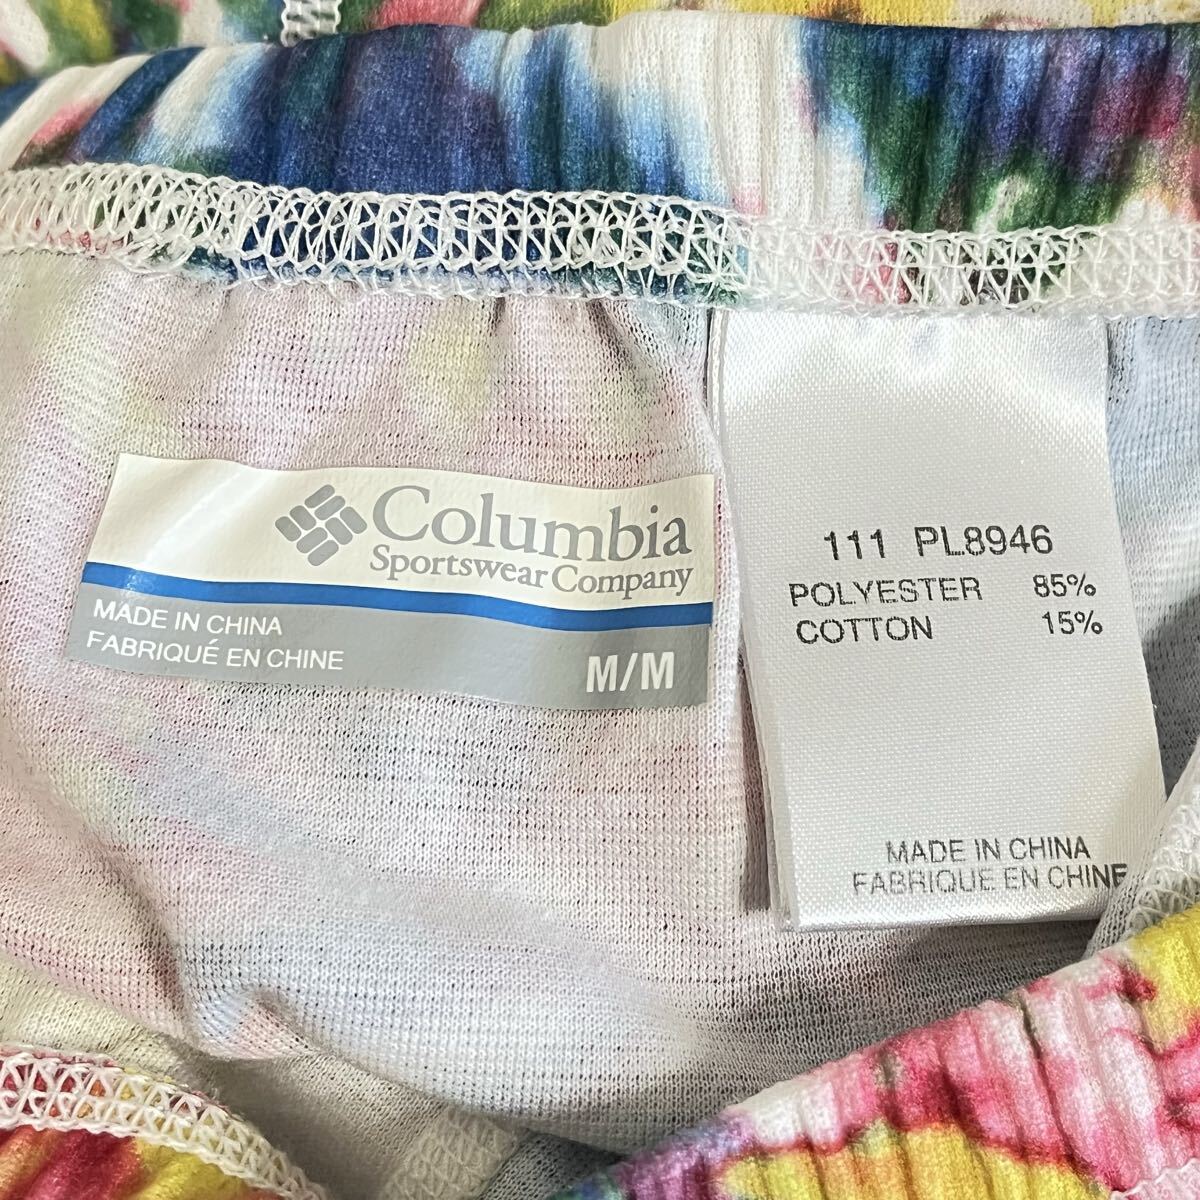 Columbia
Sportswear Company
MADE IN CHINA
FABRIQUÉ EN CHINE
M/M
111 PL8946
POLYESTER 85%
COTTON 15%
MADE IN CHINA
FABRIQUE EN CHINE